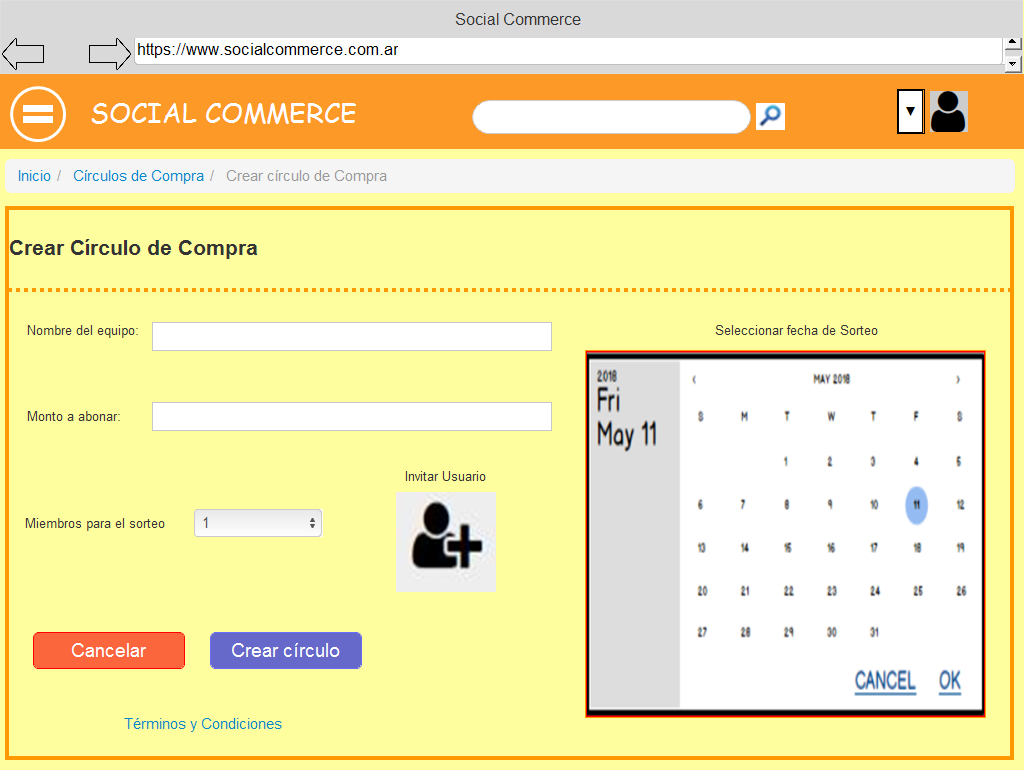 Social Commerce
https://www.socialcommerce.com.ar
SOCIAL COMMERCE
Inicio / Círculos de Compra / Crear círculo de Compra
Crear Círculo de Compra
Nombre del equipo:
Monto a abonar:
Invitar Usuario
Miembros para el sorteo 1
Cancelar Crear círculo
Términos y Condiciones
Seleccionar fecha de Sorteo
2018
Fri
May 11
‹ MAY 2018 ›
S M T W T F S
1 2 3 4 5
6 7 8 9 10 11 12
13 14 15 16 17 18 19
20 21 22 23 24 25 26
27 28 29 30 31
CANCEL OK